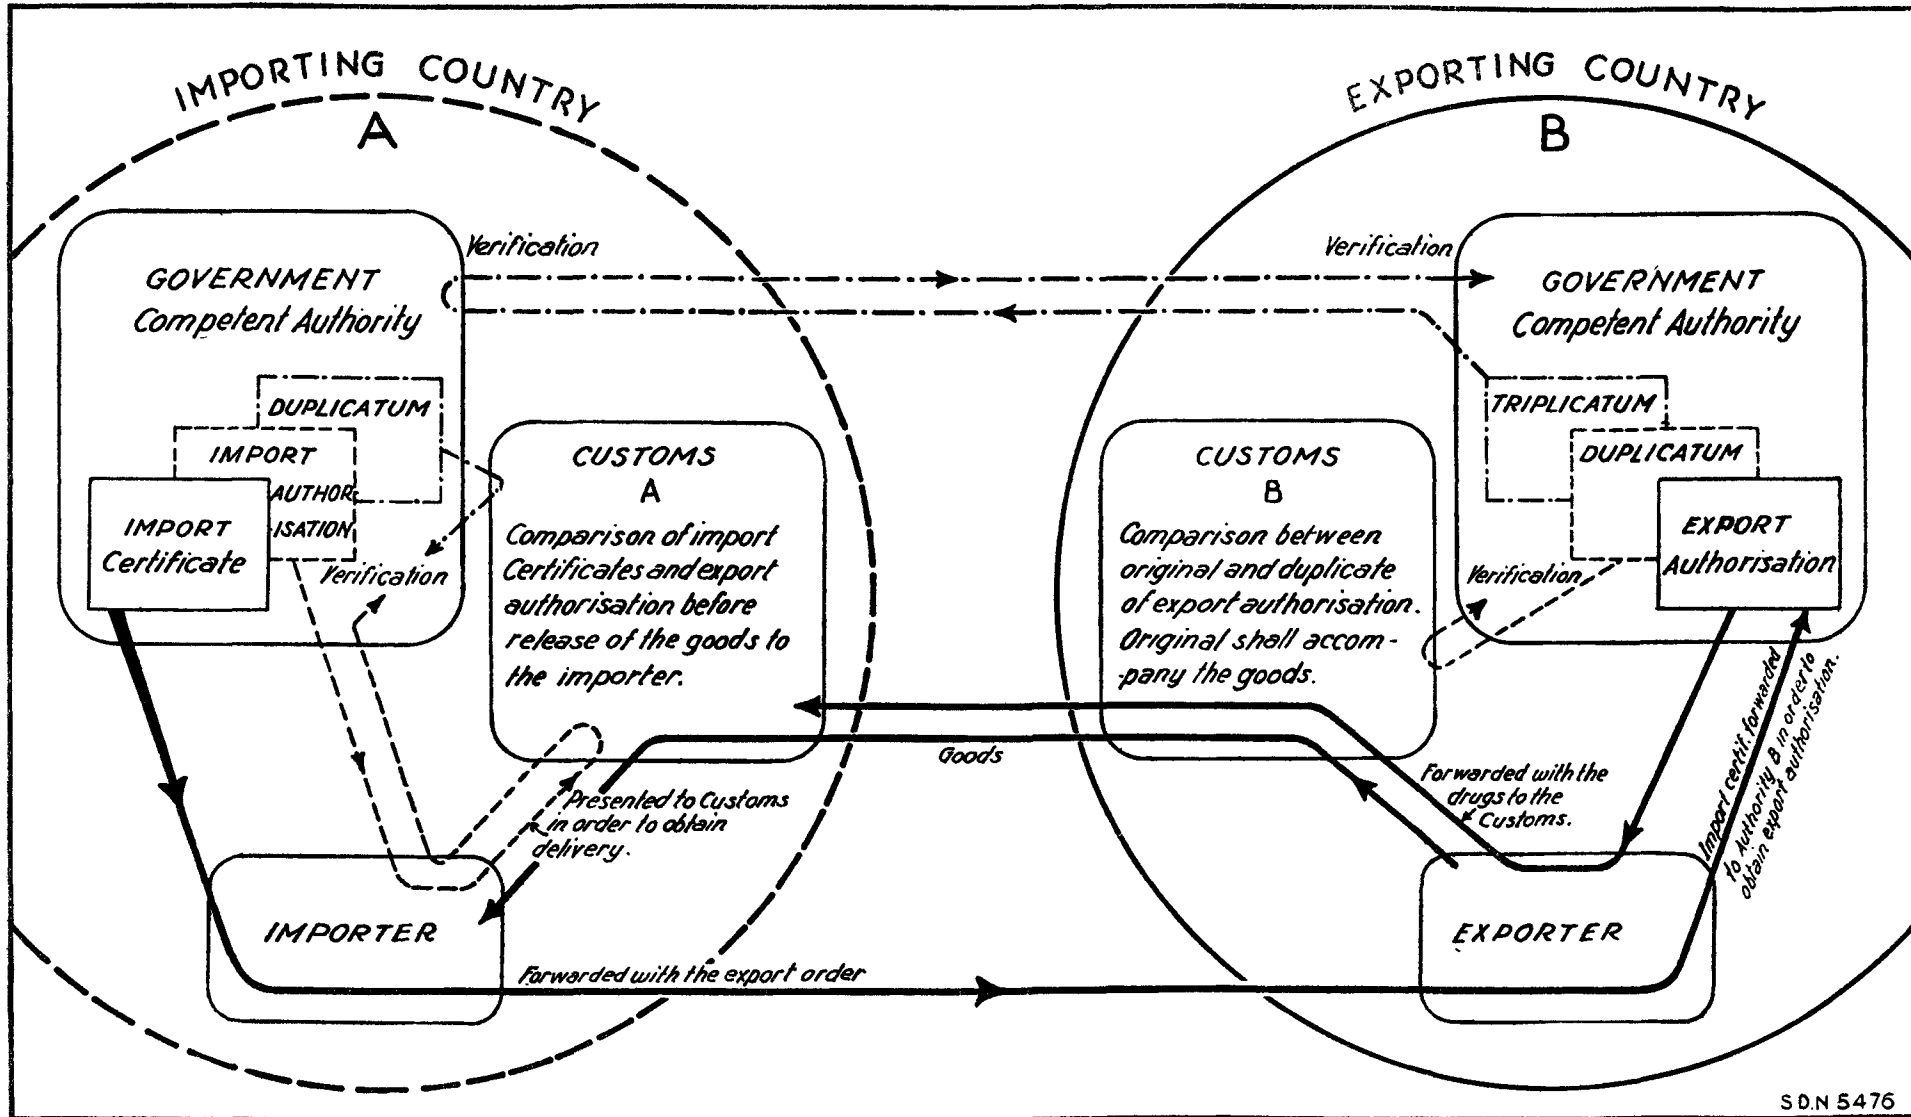 IMPORTING COUNTRY
A
EXPORTING COUNTRY
B
GOVERNMENT
Competent Authority
DUPLICATUM
IMPORT
AUTHOR
ISATION
IMPORT
Certificate
Verification
Verification
CUSTOMS
A
Comparison of import
Certificates and export
authorisation before
release of the goods to
the importer.
Presented to Customs
in order to obtain
delivery.
IMPORTER
Forwarded with the export order
Goods
Verification
GOVERNMENT
Competent Authority
TRIPLICATUM
DUPLICATUM
EXPORT
Authorisation
Verification
CUSTOMS
B
Comparison between
original and duplicate
of export authorisation.
Original shall accom-
-pany the goods.
Forwarded with the
drugs to the
Customs.
EXPORTER
Import certif. forwarded
to Authority B in order to
obtain export authorisation.
S.D.N 5476